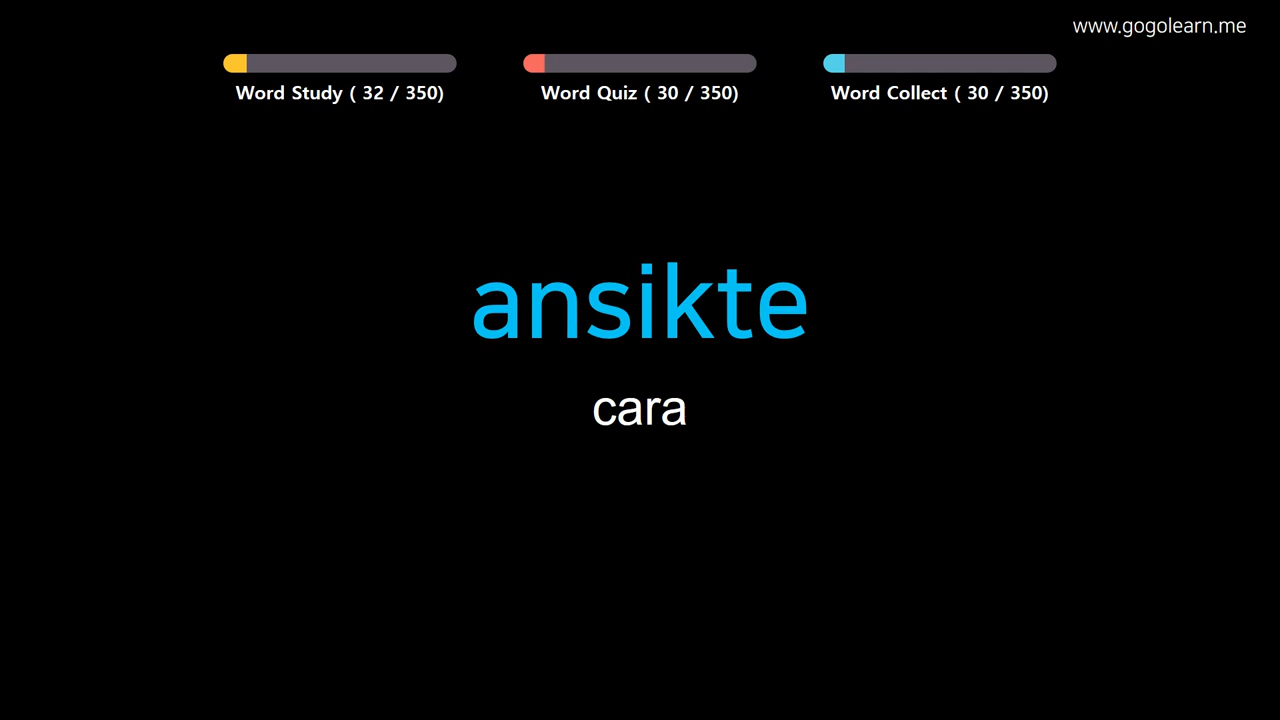 www.gogolearn.me
Word Study ( 32 / 350)
Word Quiz ( 30 / 350)
Word Collect ( 30 / 350)
ansikte
cara